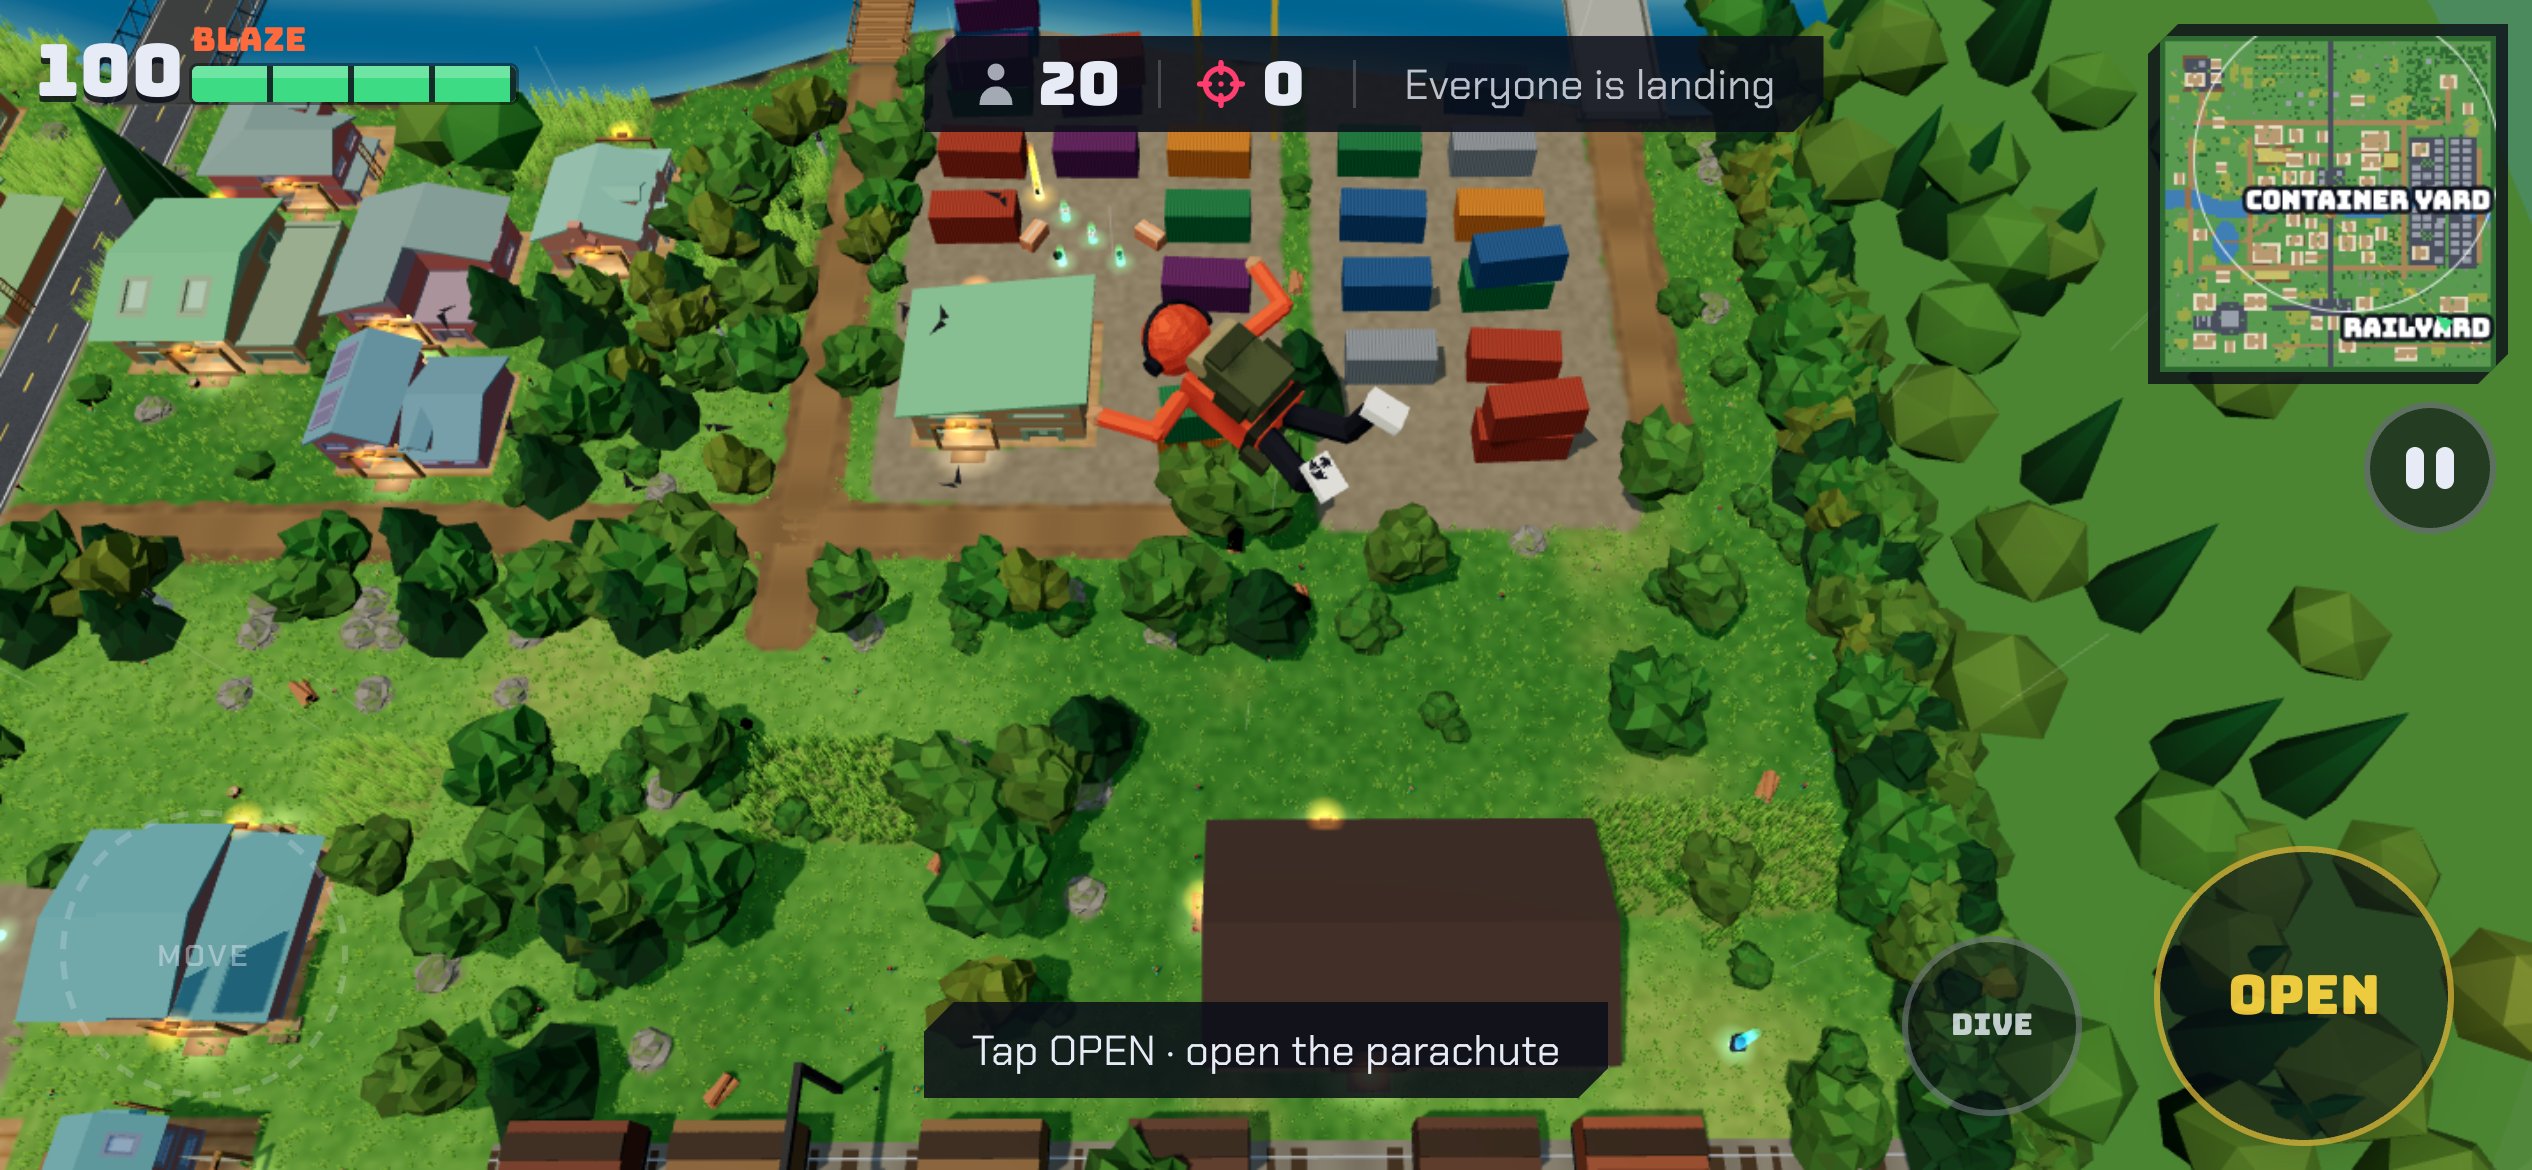 100
BLAZE
20
0
Everyone is landing
CONTAINER YARD
RAILYARD
MOVE
Tap OPEN · open the parachute
DIVE
OPEN